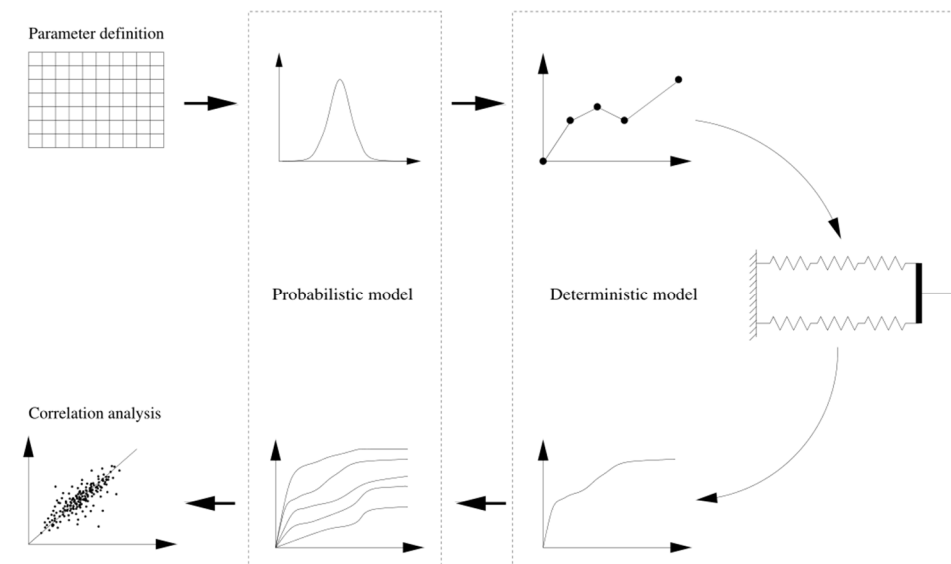 Parameter definition
Probabilistic model
Deterministic model
Correlation analysis